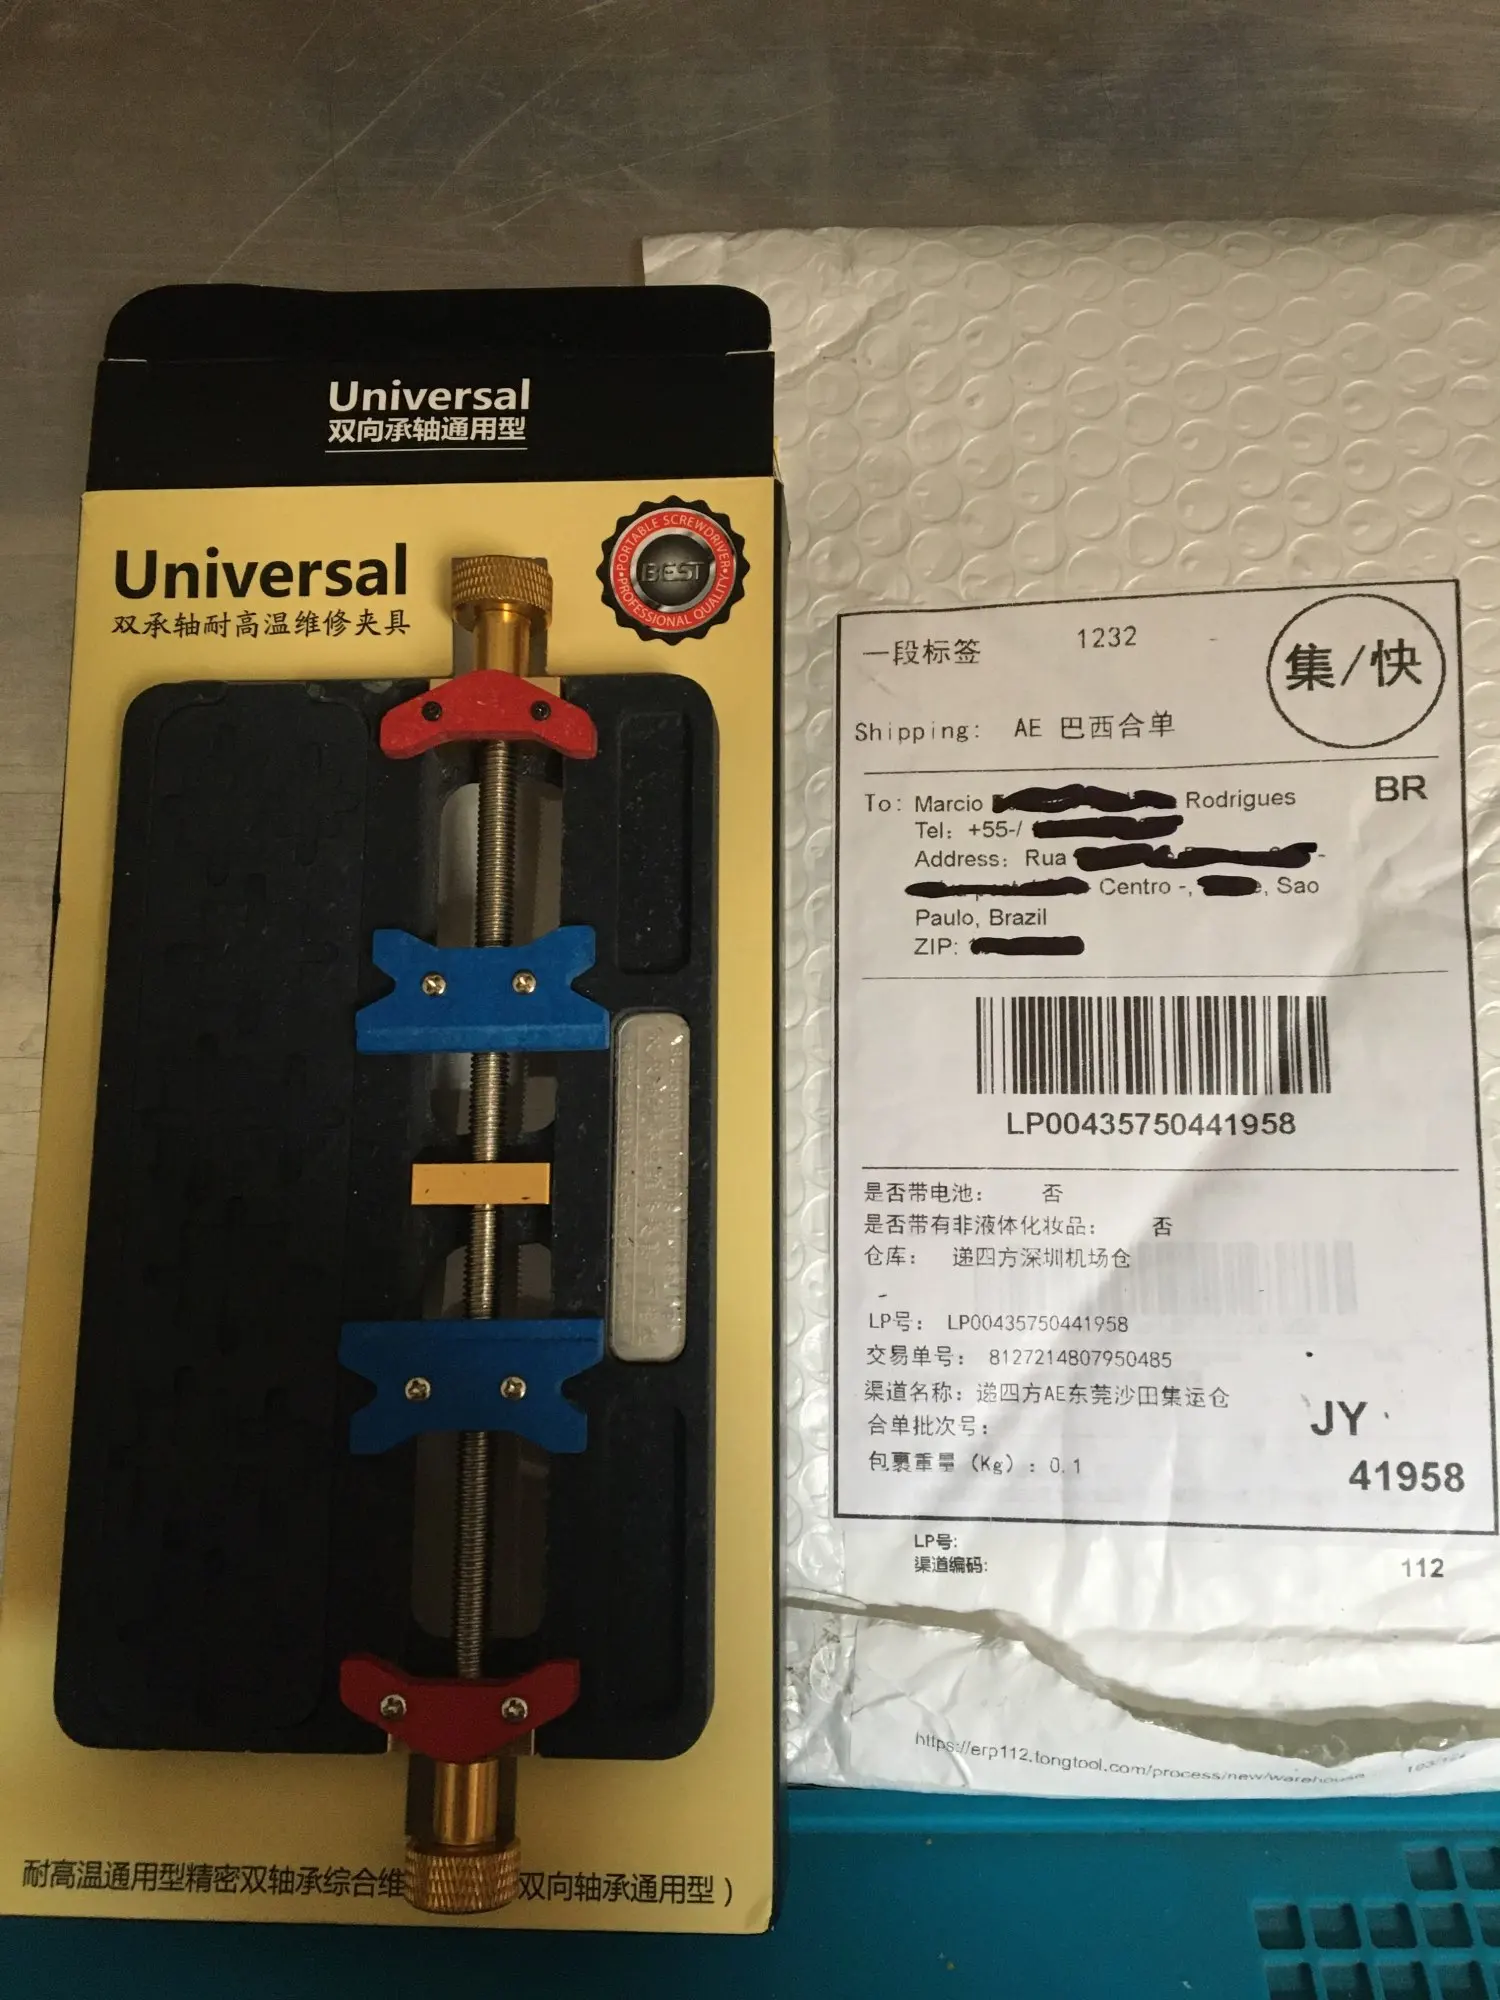 Universal
双向承轴通用型
Universal
双承轴耐高温维修夹具
PORTABLE SCREWDRIVER
BEST
PROFESSIONAL QUALITY
耐高温通用型精密双轴承综合维
双向轴承通用型）
一段标签 1232
集/快
Shipping: AE 巴西合单
To: Marcio Rodrigues BR
Tel: +55-/
Address: Rua -
Centro -, Sao
Paulo, Brazil
ZIP:
LP00435750441958
是否带电池: 否
是否带有非液体化妆品: 否
仓库: 递四方深圳机场仓
LP号: LP00435750441958
交易单号: 8127214807950485
渠道名称: 递四方AE东莞沙田集运仓
合单批次号:
JY
包裹重量 (Kg) : 0.1
41958
LP号:
渠道编码: 112
https://erp112.tongtool.com/process/new/warehouse